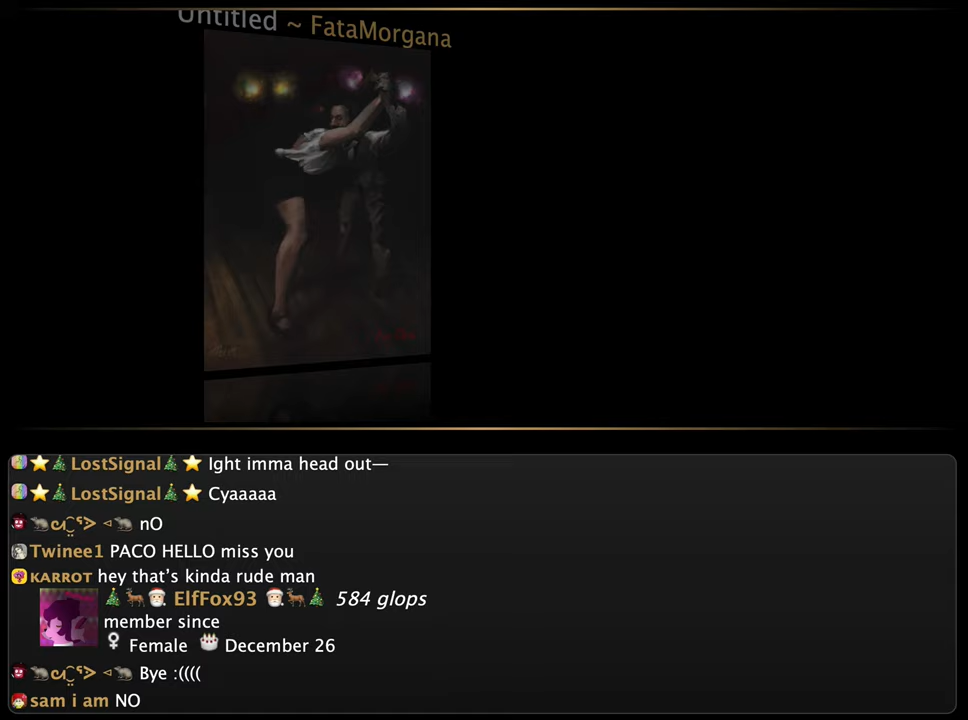 Untitled ~ FataMorgana
⭐🎄 LostSignal🎄 ⭐ Ight imma head out—
⭐🎄 LostSignal🎄 ⭐ Cyaaaaa
nO
Twinee1 PACO HELLO miss you
KARROT hey that's kinda rude man
🎄🦌🎅 ElfFox93 🎅🦌🎄 584 glops
member since
♀ Female 🎂 December 26
Bye :((((
sam i am NO